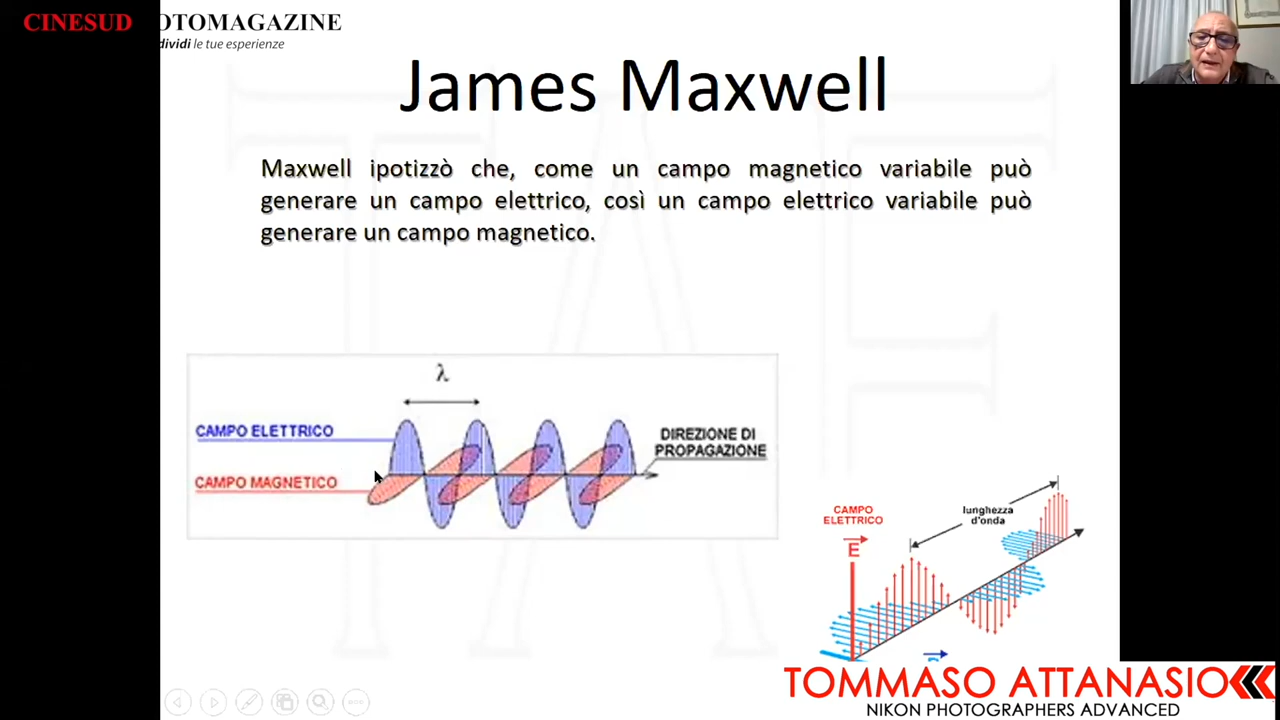 CINESUD OTOMAGAZINE
dividi le tue esperienze
James Maxwell
Maxwell ipotizzò che, come un campo magnetico variabile può
generare un campo elettrico, così un campo elettrico variabile può
generare un campo magnetico.
λ
CAMPO ELETTRICO
CAMPO MAGNETICO
DIREZIONE DI
PROPAGAZIONE
CAMPO
ELETTRICO
E
lunghezza
d'onda
TOMMASO ATTANASIO
NIKON PHOTOGRAPHERS ADVANCED